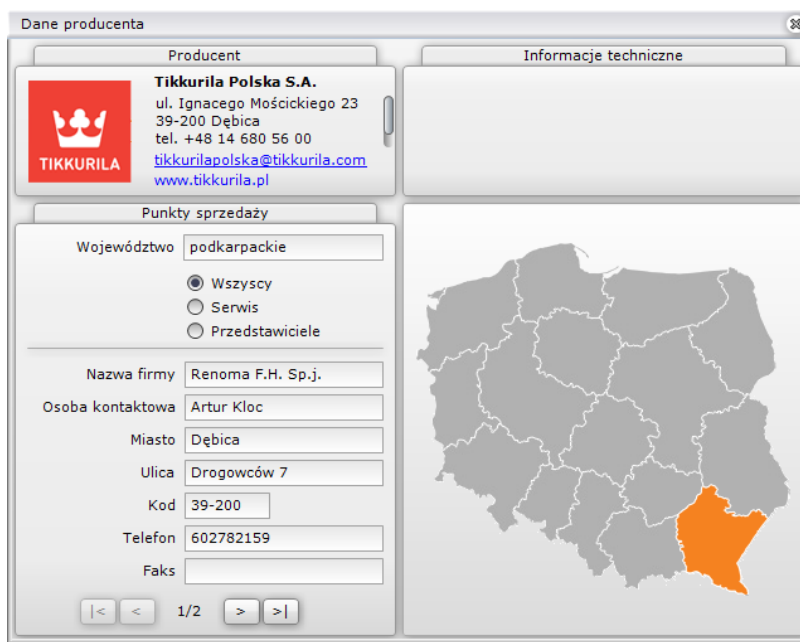 Dane producenta
Producent
TIKKURILA
Tikkurila Polska S.A.
ul. Ignacego Mościckiego 23
39-200 Dębica
tel. +48 14 680 56 00
tikkurilapolska@tikkurila.com
www.tikkurila.pl
Informacje techniczne
Punkty sprzedaży
Województwo podkarpackie
Wszyscy
Serwis
Przedstawiciele
Nazwa firmy Renoma F.H. Sp.j.
Osoba kontaktowa Artur Kloc
Miasto Dębica
Ulica Drogowców 7
Kod 39-200
Telefon 602782159
Faks
|< < 1/2 > >|